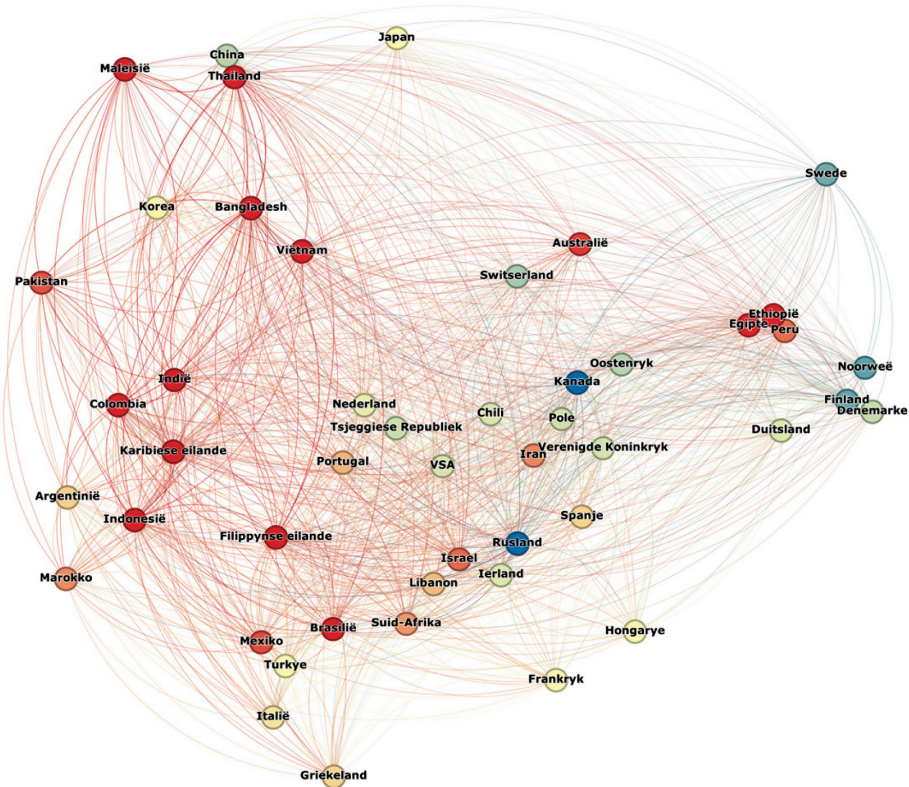 Japan
China
Maleisië
Thailand
Swede
Korea
Bangladesh
Viëtnam
Australië
Switserland
Pakistan
Ethiopië
Egipte
Peru
Oostenryk
Noorweë
Indië
Kanada
Finland
Colombia
Nederland
Denemarke
Chili
Pole
Tsjeggiese Republiek
Duitsland
Karibiese eilande
Verenigde Koninkryk
Iran
Portugal
VSA
Argentinië
Indonesië
Spanje
Filippynse eilande
Rusland
Israel
Marokko
Libanon
Ierland
Brasilië
Suid-Afrika
Hongarye
Mexiko
Turkye
Frankryk
Italië
Griekeland